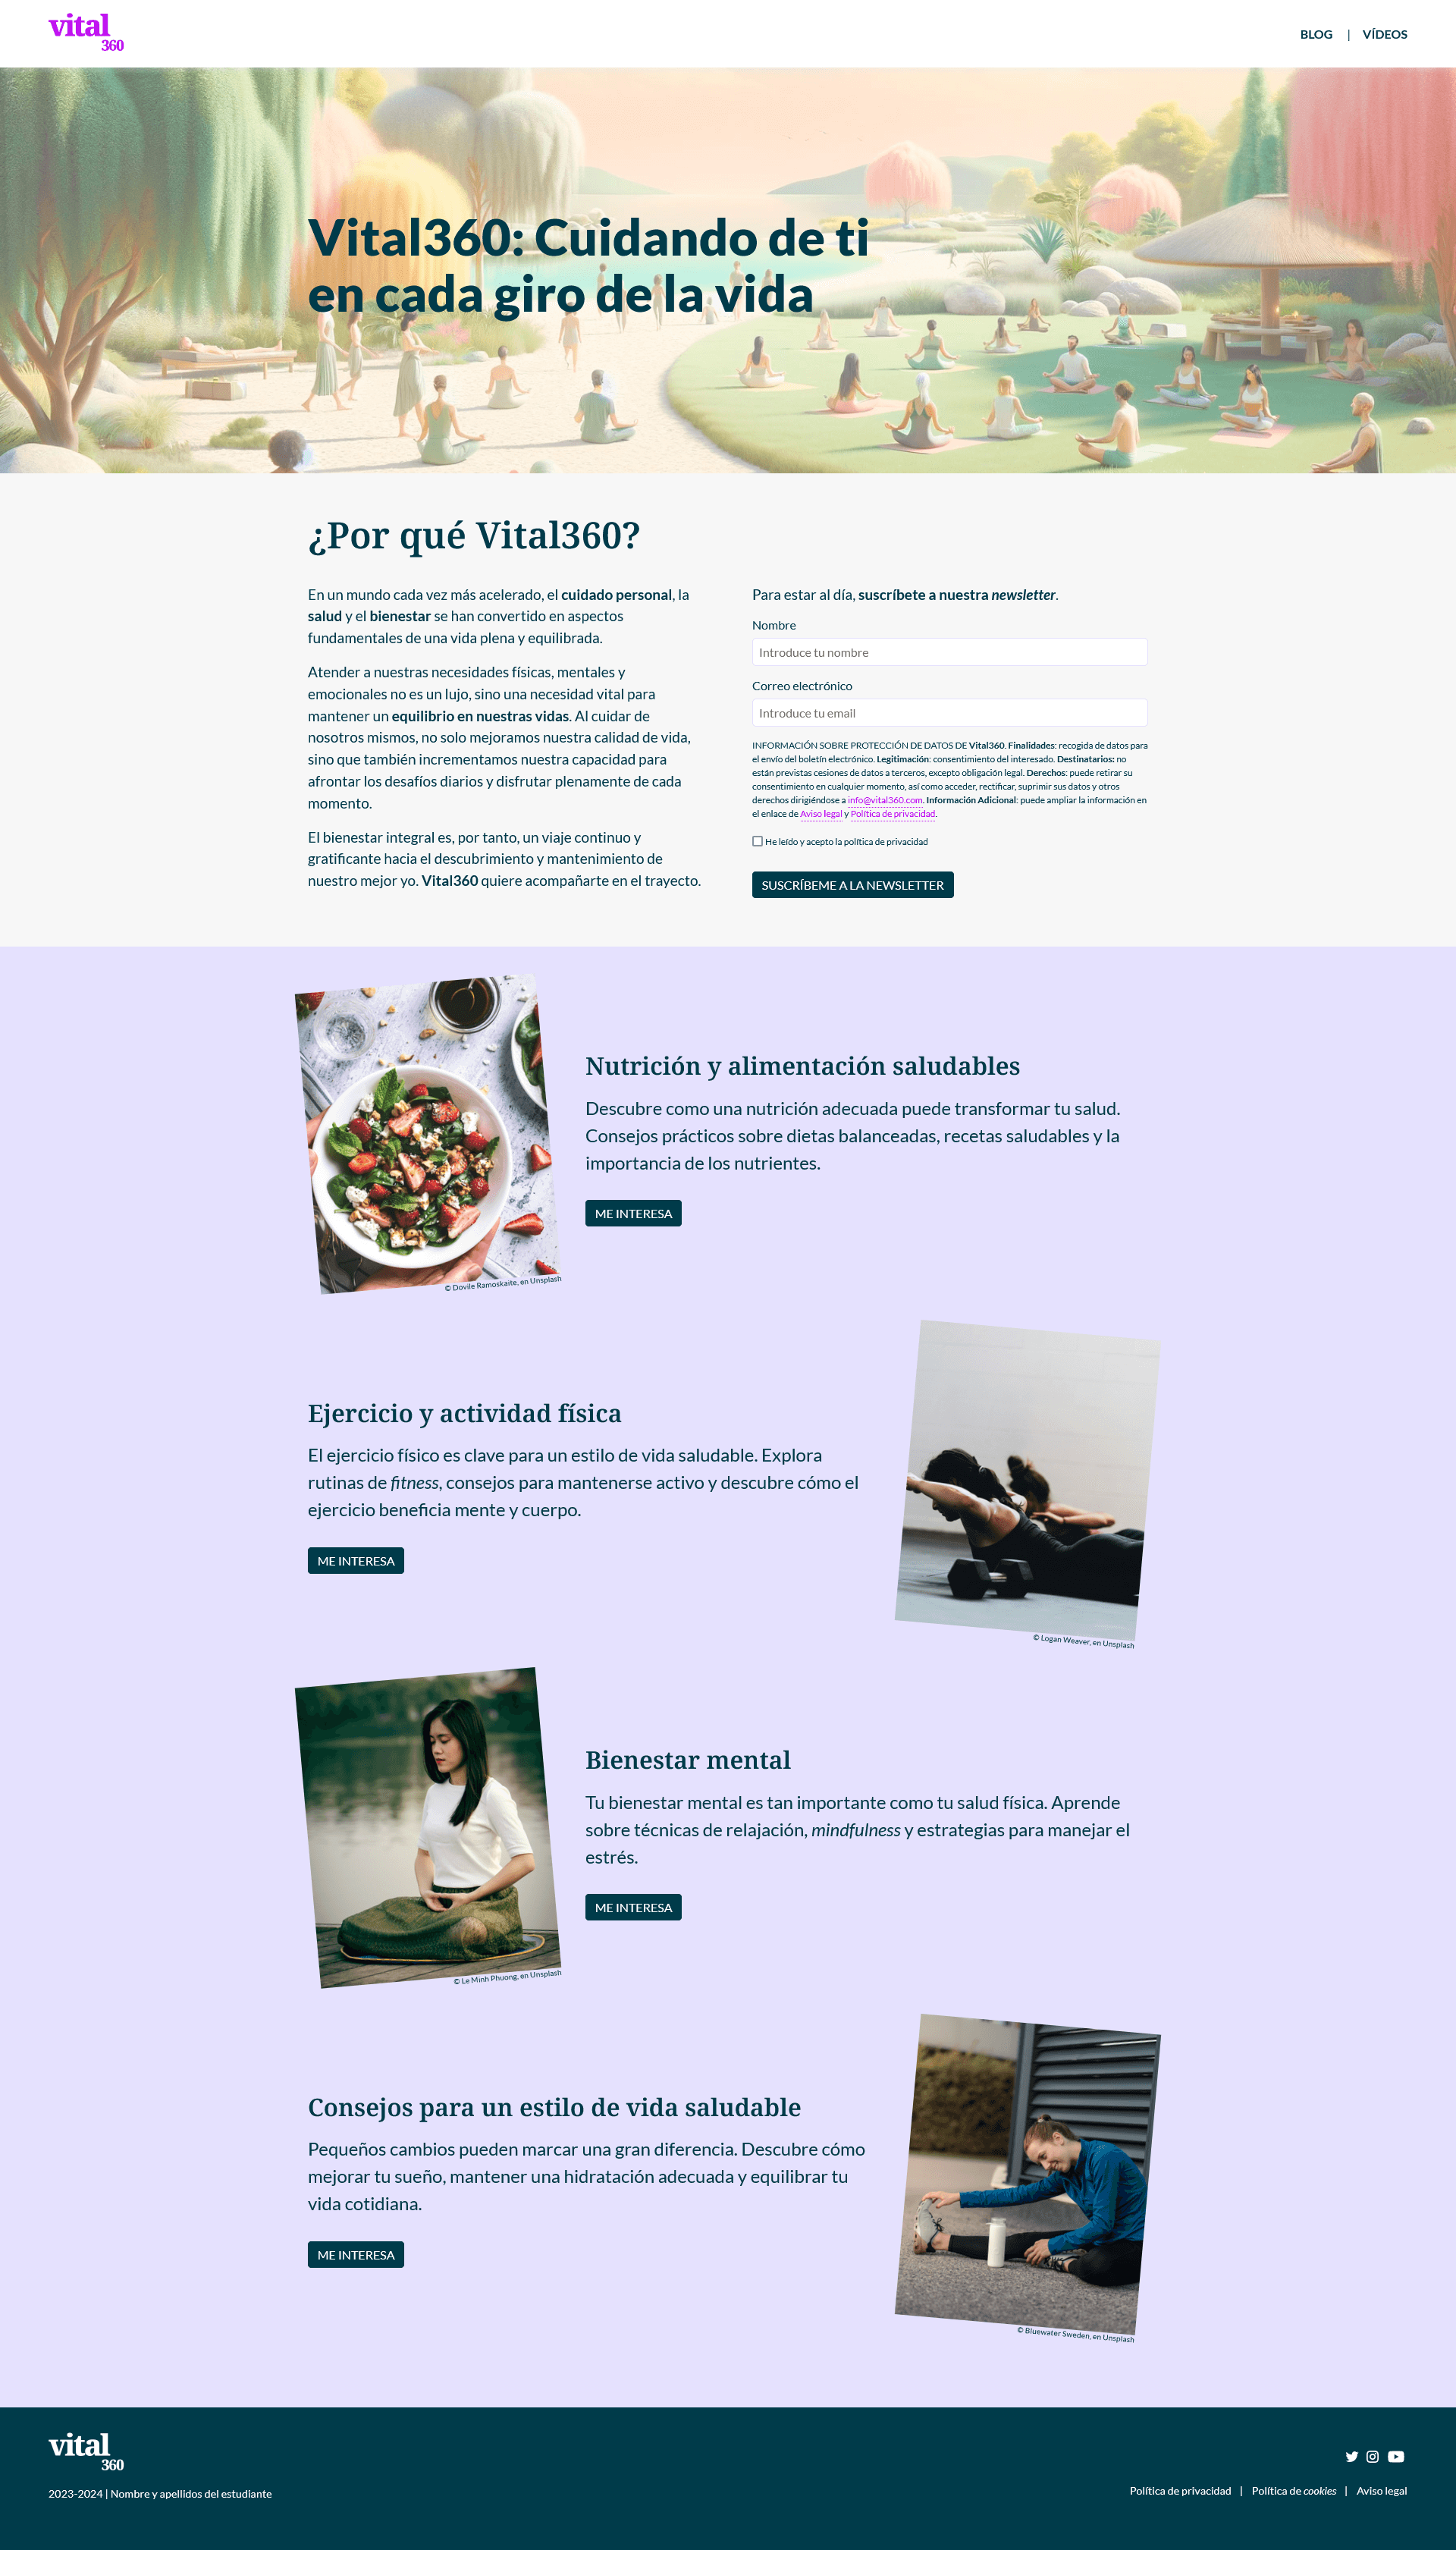 vital
360
BLOG | VÍDEOS
Vital360: Cuidando de ti
en cada giro de la vida
¿Por qué Vital360?
En un mundo cada vez más acelerado, el cuidado personal, la
salud y el bienestar se han convertido en aspectos
fundamentales de una vida plena y equilibrada.
Atender a nuestras necesidades físicas, mentales y
emocionales no es un lujo, sino una necesidad vital para
mantener un equilibrio en nuestras vidas. Al cuidar de
nosotros mismos, no solo mejoramos nuestra calidad de vida,
sino que también incrementamos nuestra capacidad para
afrontar los desafíos diarios y disfrutar plenamente de cada
momento.
El bienestar integral es, por tanto, un viaje continuo y
gratificante hacia el descubrimiento y mantenimiento de
nuestro mejor yo. Vital360 quiere acompañarte en el trayecto.
Para estar al día, suscríbete a nuestra newsletter.
Nombre
Introduce tu nombre
Correo electrónico
Introduce tu email
INFORMACIÓN SOBRE PROTECCIÓN DE DATOS DE Vital360. Finalidades: recogida de datos para
el envío del boletín electrónico. Legitimación: consentimiento del interesado. Destinatarios: no
están previstas cesiones de datos a terceros, excepto obligación legal. Derechos: puede retirar su
consentimiento en cualquier momento, así como acceder, rectificar, suprimir sus datos y otros
derechos dirigiéndose a info@vital360.com. Información Adicional: puede ampliar la información en
el enlace de Aviso legal y Política de privacidad.
He leído y acepto la política de privacidad
SUSCRÍBEME A LA NEWSLETTER
Nutrición y alimentación saludables
Descubre como una nutrición adecuada puede transformar tu salud.
Consejos prácticos sobre dietas balanceadas, recetas saludables y la
importancia de los nutrientes.
ME INTERESA
© Dovile Ramoskaite, en Unsplash
Ejercicio y actividad física
El ejercicio físico es clave para un estilo de vida saludable. Explora
rutinas de fitness, consejos para mantenerse activo y descubre cómo el
ejercicio beneficia mente y cuerpo.
ME INTERESA
© Logan Weaver, en Unsplash
Bienestar mental
Tu bienestar mental es tan importante como tu salud física. Aprende
sobre técnicas de relajación, mindfulness y estrategias para manejar el
estrés.
ME INTERESA
© Le Minh Phuong, en Unsplash
Consejos para un estilo de vida saludable
Pequeños cambios pueden marcar una gran diferencia. Descubre cómo
mejorar tu sueño, mantener una hidratación adecuada y equilibrar tu
vida cotidiana.
ME INTERESA
© Bluewater Sweden, en Unsplash
vital
360
2023-2024 | Nombre y apellidos del estudiante
Política de privacidad | Política de cookies | Aviso legal